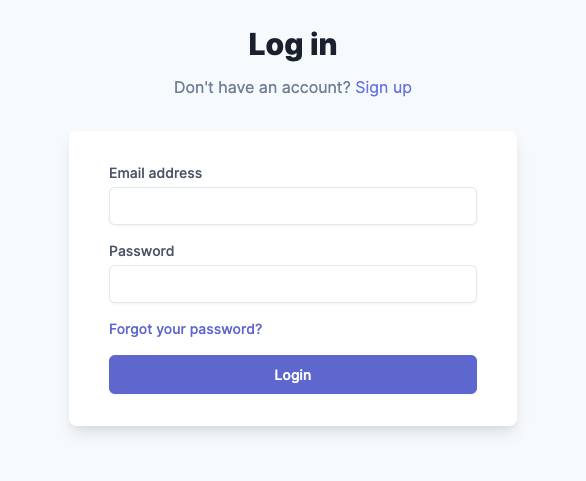 Log in
Don't have an account? Sign up
Email address
Password
Forgot your password?
Login